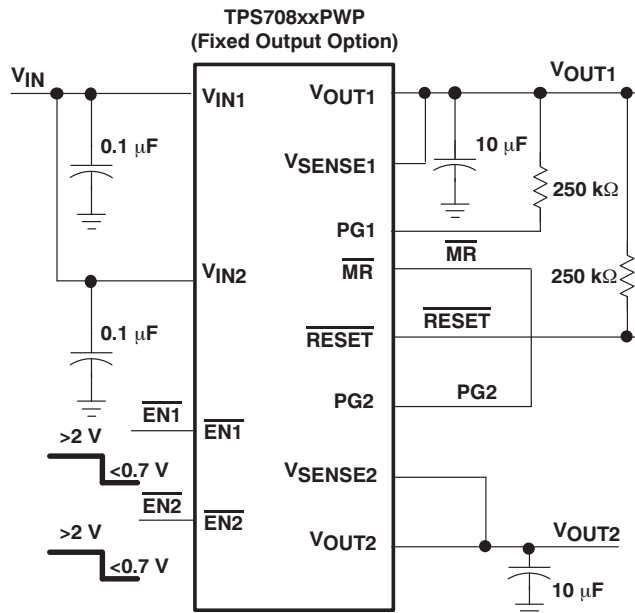 TPS708xxPWP
(Fixed Output Option)
VIN
VIN1
VOUT1
VOUT1
0.1 μF
10 μF
VSENSE1
250 kΩ
PG1
MR
MR
VIN2
250 kΩ
0.1 μF
RESET
RESET
PG2
PG2
EN1
EN1
>2 V
<0.7 V
VSENSE2
EN2
EN2
>2 V
VOUT2
VOUT2
<0.7 V
10 μF